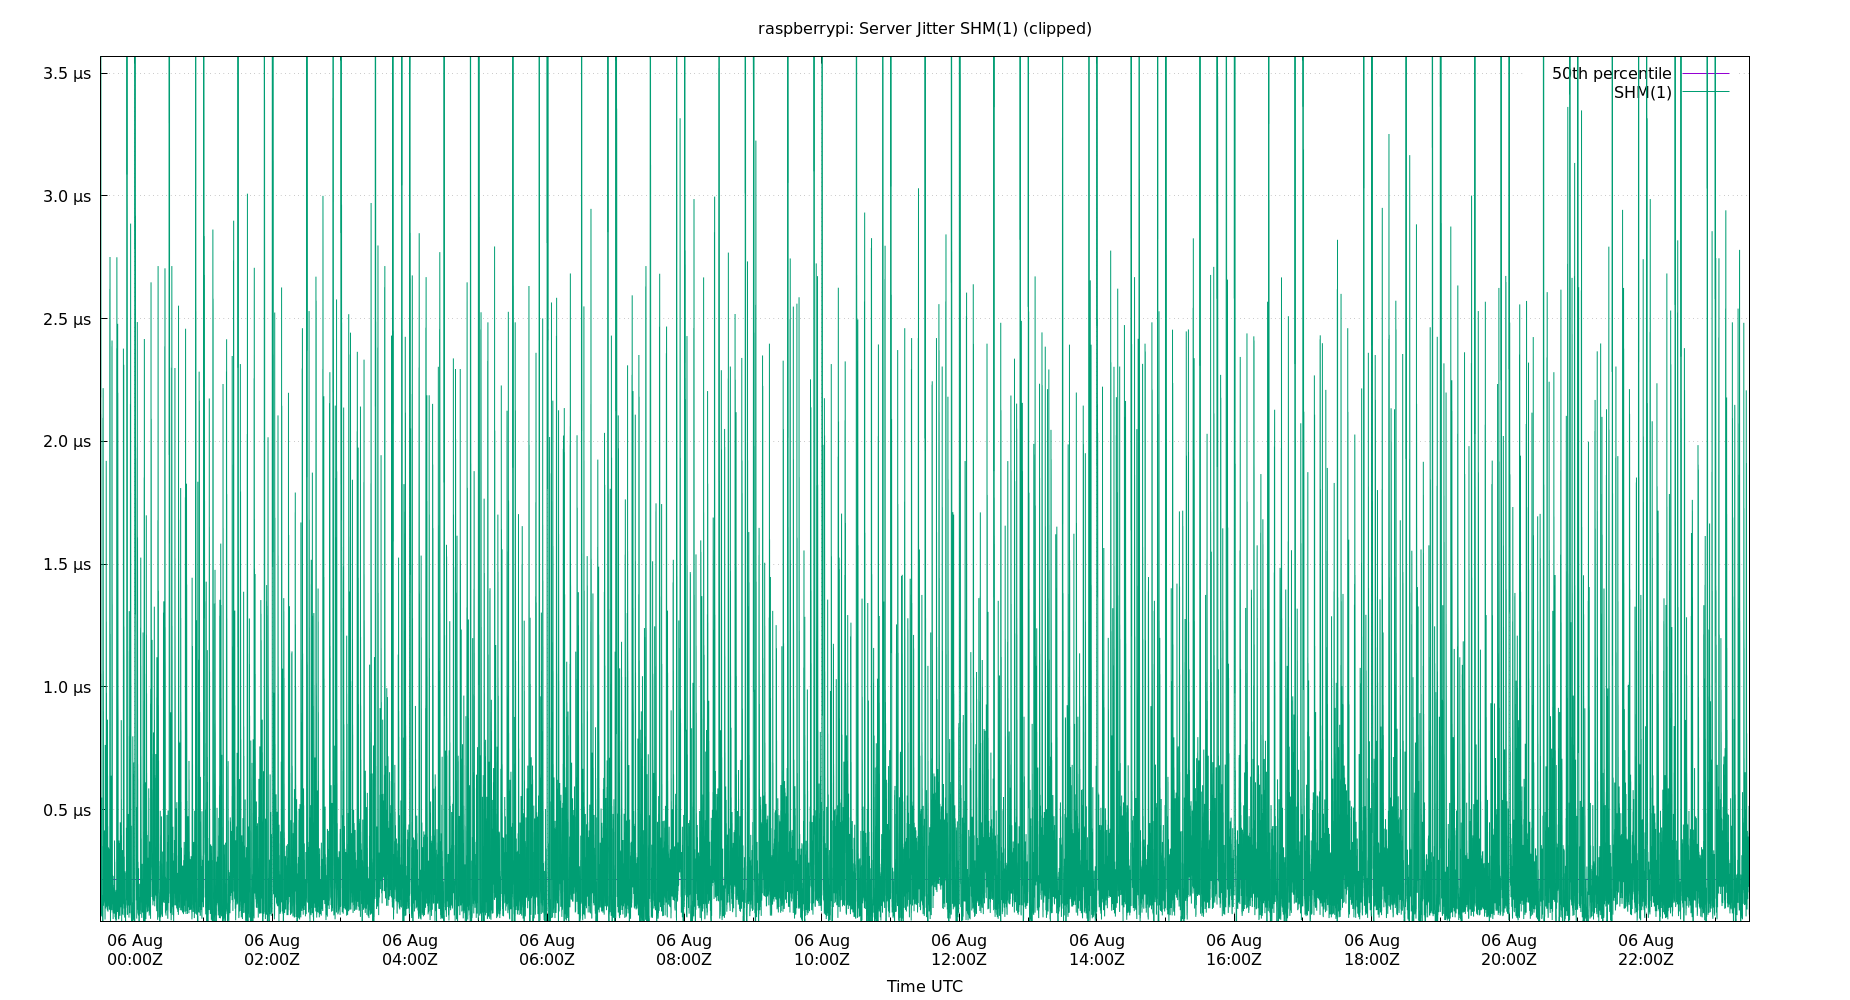 raspberrypi: Server Jitter SHM(1) (clipped)
3.5 µs
3.0 µs
2.5 µs
2.0 µs
1.5 µs
1.0 µs
0.5 µs
50th percentile
SHM(1)
06 Aug 06 Aug 06 Aug 06 Aug 06 Aug 06 Aug 06 Aug 06 Aug 06 Aug 06 Aug 06 Aug 06 Aug
00:00Z 02:00Z 04:00Z 06:00Z 08:00Z 10:00Z 12:00Z 14:00Z 16:00Z 18:00Z 20:00Z 22:00Z
Time UTC